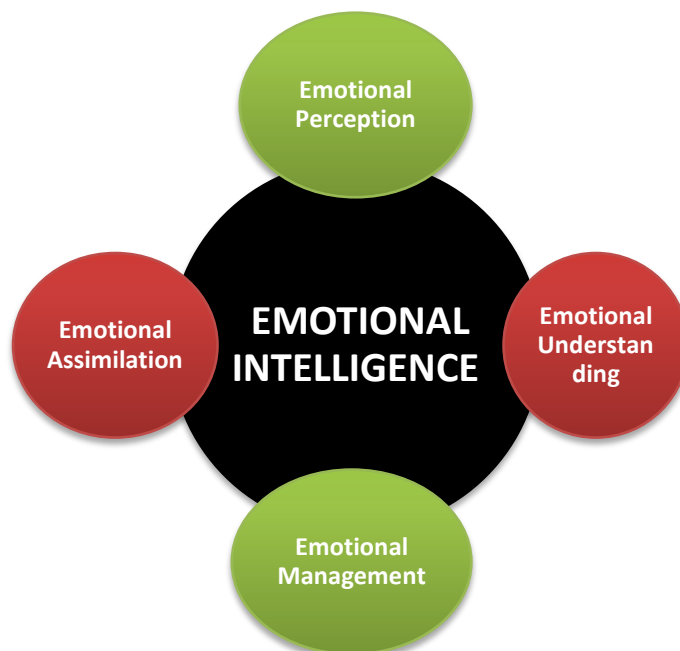 Emotional
Perception
Emotional
Assimilation
EMOTIONAL
INTELLIGENCE
Emotional
Understan
ding
Emotional
Management